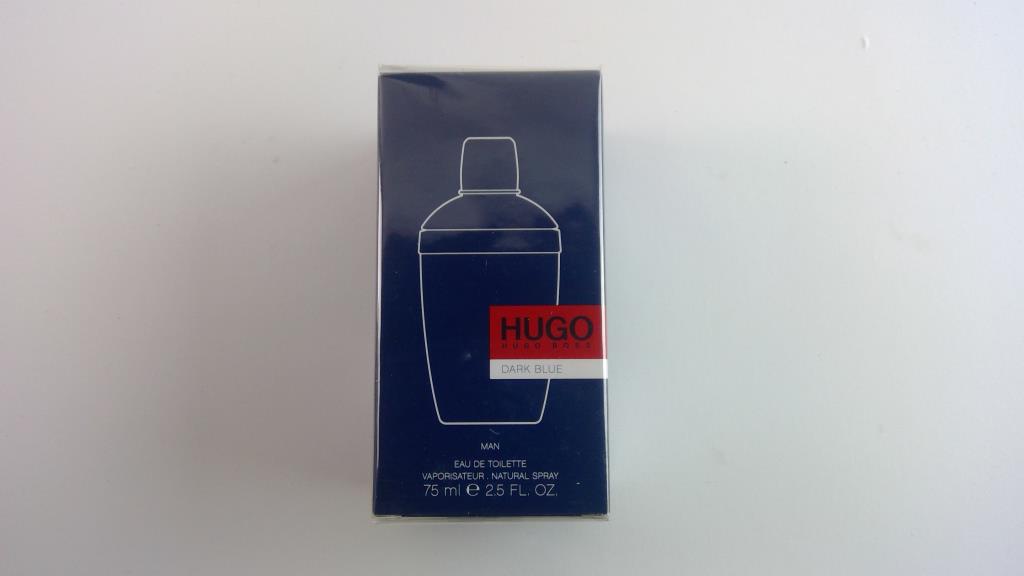 HUGO
HUGO BOSS
DARK BLUE
MAN
EAU DE TOILETTE
VAPORISATEUR . NATURAL SPRAY
75 ml ℮ 2.5 FL. OZ.